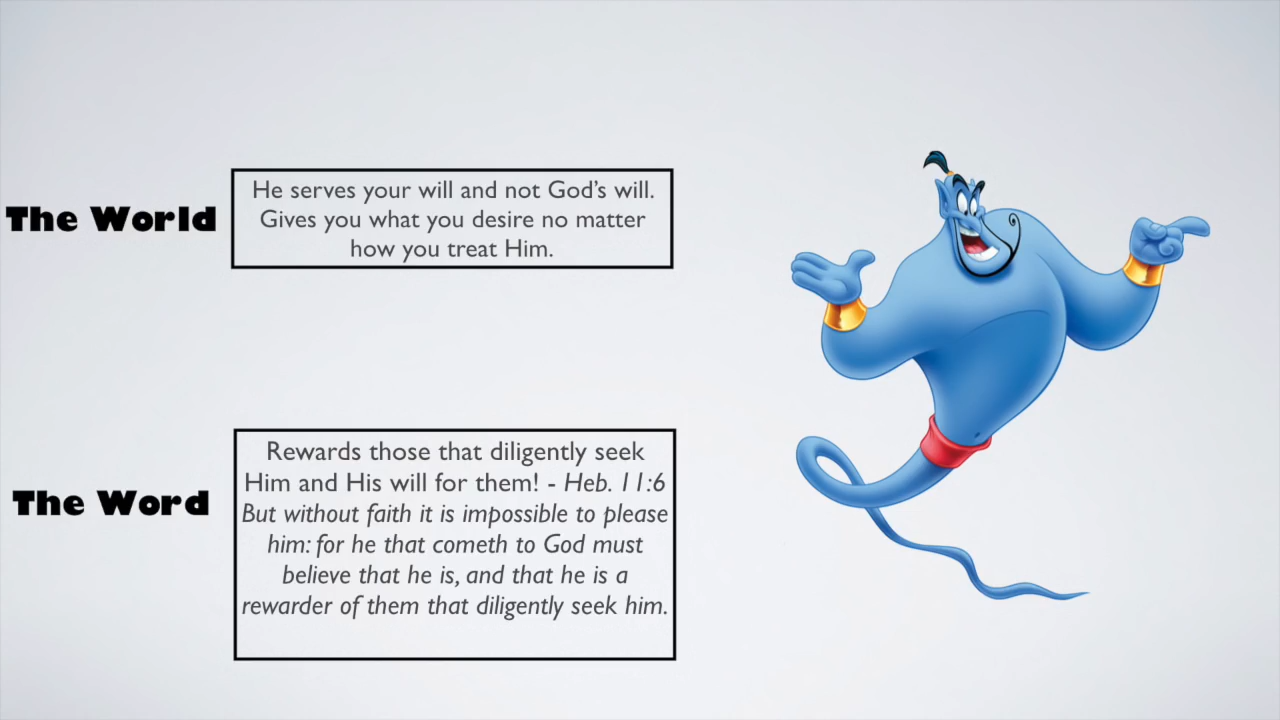 The World
He serves your will and not God's will.
Gives you what you desire no matter
how you treat Him.
The Word
Rewards those that diligently seek
Him and His will for them! - Heb. 11:6
But without faith it is impossible to please
him: for he that cometh to God must
believe that he is, and that he is a
rewarder of them that diligently seek him.